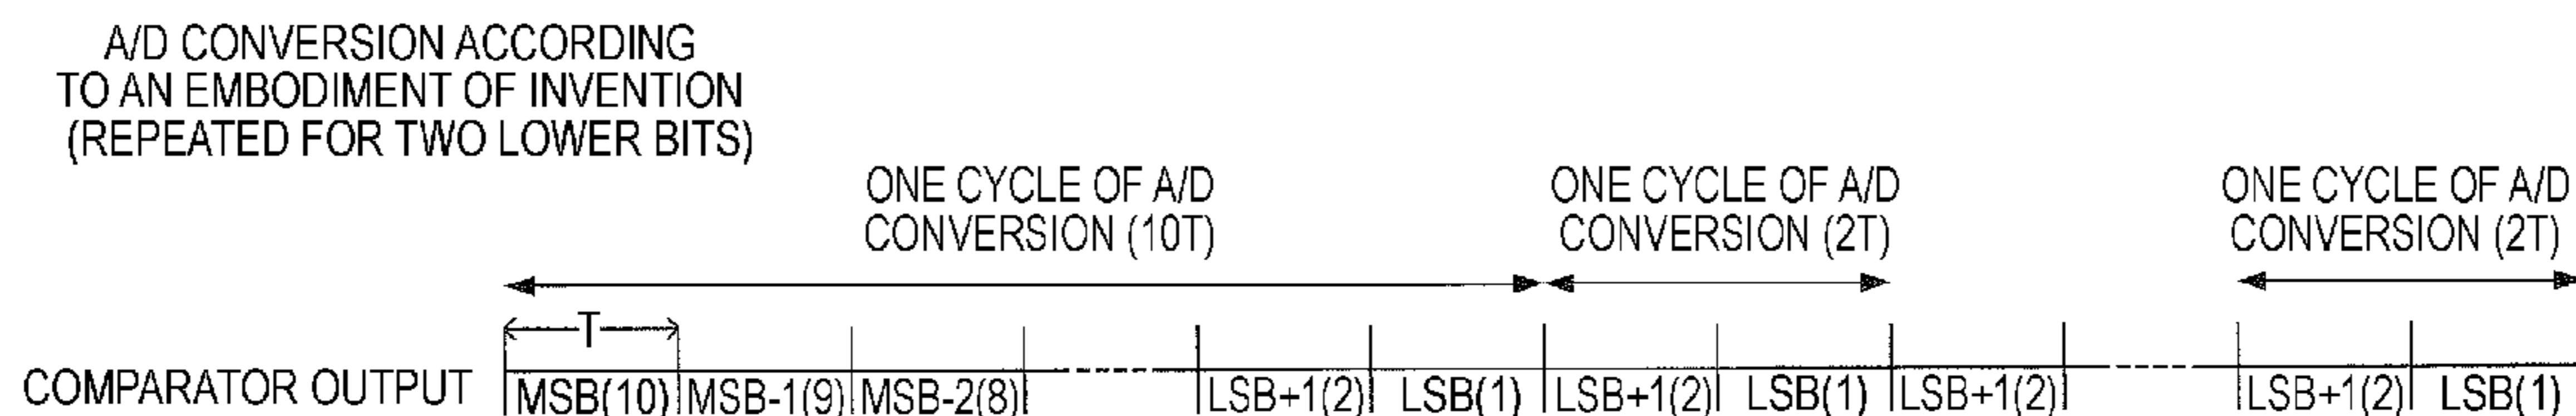 A/D CONVERSION ACCORDING
TO AN EMBODIMENT OF INVENTION
(REPEATED FOR TWO LOWER BITS)
ONE CYCLE OF A/D
CONVERSION (10T)
ONE CYCLE OF A/D
CONVERSION (2T)
ONE CYCLE OF A/D
CONVERSION (2T)
T
COMPARATOR OUTPUT MSB(10) MSB-1(9) MSB-2(8) LSB+1(2) LSB(1) LSB+1(2) LSB(1) LSB+1(2) LSB+1(2) LSB(1)